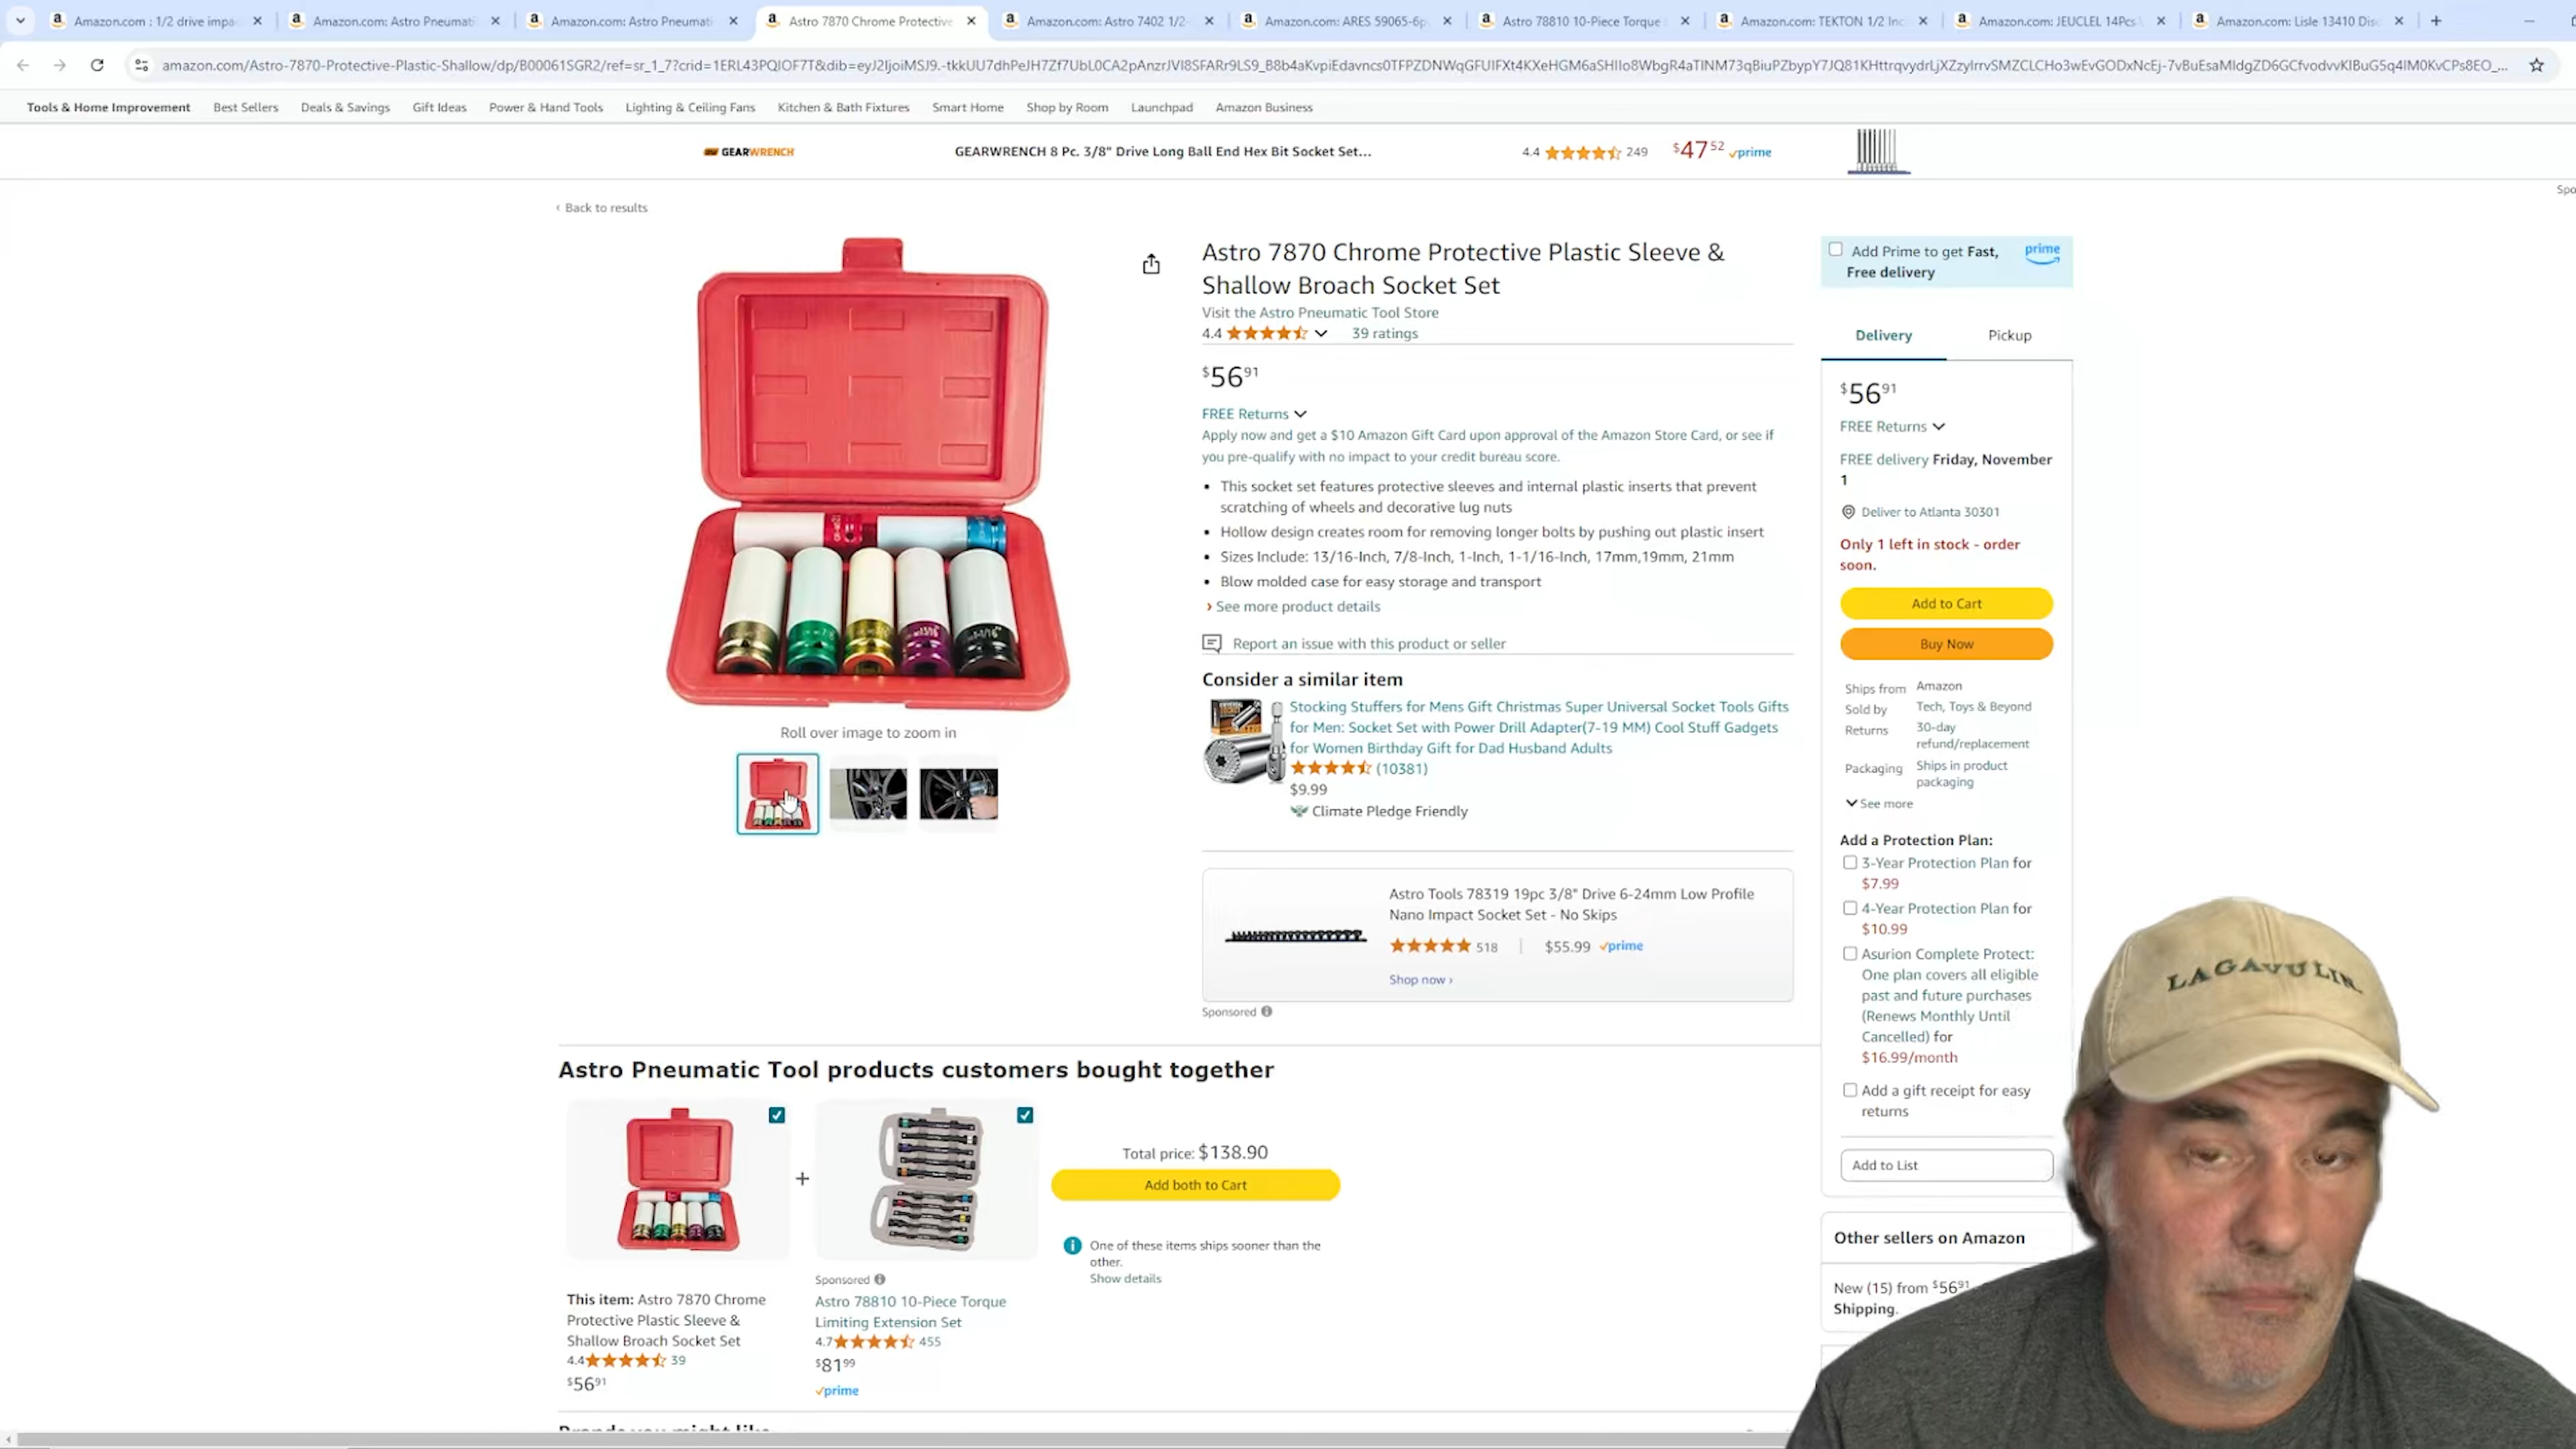 Amazon.com : 1/2 drive impa
Amazon.com: Astro Pneumati
Amazon.com: Astro Pneumati
Astro 7870 Chrome Protective
Amazon.com: Astro 7402 1/2-
Amazon.com: ARES 59065-6p
Astro 78810 10-Piece Torque
Amazon.com: TEKTON 1/2 Inc
Amazon.com: JEUCLEL 14Pcs
Amazon.com: Lisle 13410 Dis
Tools & Home Improvement
Best Sellers
Deals & Savings
Gift Ideas
Power & Hand Tools
Lighting & Ceiling Fans
Kitchen & Bath Fixtures
Smart Home
Shop by Room
Launchpad
Amazon Business
GEARWRENCH
GEARWRENCH 8 Pc. 3/8" Drive Long Ball End Hex Bit Socket Set...
4.4
249
$47 52
prime
Spo
‹ Back to results
Astro 7870 Chrome Protective Plastic Sleeve &
Shallow Broach Socket Set
Visit the Astro Pneumatic Tool Store
4.4
39 ratings
$56 91
FREE Returns
Apply now and get a $10 Amazon Gift Card upon approval of the Amazon Store Card, or see if
you pre-qualify with no impact to your credit bureau score.
• This socket set features protective sleeves and internal plastic inserts that prevent
scratching of wheels and decorative lug nuts
• Hollow design creates room for removing longer bolts by pushing out plastic insert
• Sizes Include: 13/16-Inch, 7/8-Inch, 1-Inch, 1-1/16-Inch, 17mm,19mm, 21mm
• Blow molded case for easy storage and transport
› See more product details
Report an issue with this product or seller
Consider a similar item
Stocking Stuffers for Mens Gift Christmas Super Universal Socket Tools Gifts
for Men: Socket Set with Power Drill Adapter(7-19 MM) Cool Stuff Gadgets
for Women Birthday Gift for Dad Husband Adults
(10381)
$9.99
Climate Pledge Friendly
Astro Tools 78319 19pc 3/8" Drive 6-24mm Low Profile
Nano Impact Socket Set - No Skips
518
$55.99
prime
Shop now ›
Sponsored
Roll over image to zoom in
Add Prime to get Fast,
Free delivery
prime
Delivery
Pickup
$56 91
FREE Returns
FREE delivery Friday, November
1
Deliver to Atlanta 30301
Only 1 left in stock - order
soon.
Add to Cart
Buy Now
Ships from
Amazon
Sold by
Tech, Toys & Beyond
Returns
30-day
refund/replacement
Packaging
Ships in product
packaging
See more
Add a Protection Plan:
3-Year Protection Plan for
$7.99
4-Year Protection Plan for
$10.99
Asurion Complete Protect:
One plan covers all eligible
past and future purchases
(Renews Monthly Until
Cancelled) for
$16.99/month
Add a gift receipt for easy
returns
Add to List
Other sellers on Amazon
New (15) from $56 91
Shipping.
LAGAVULIN
Astro Pneumatic Tool products customers bought together
This item: Astro 7870 Chrome
Protective Plastic Sleeve &
Shallow Broach Socket Set
4.4
39
$56 91
+
Sponsored
Astro 78810 10-Piece Torque
Limiting Extension Set
4.7
455
$81 99
prime
Total price: $138.90
Add both to Cart
One of these items ships sooner than the
other.
Show details